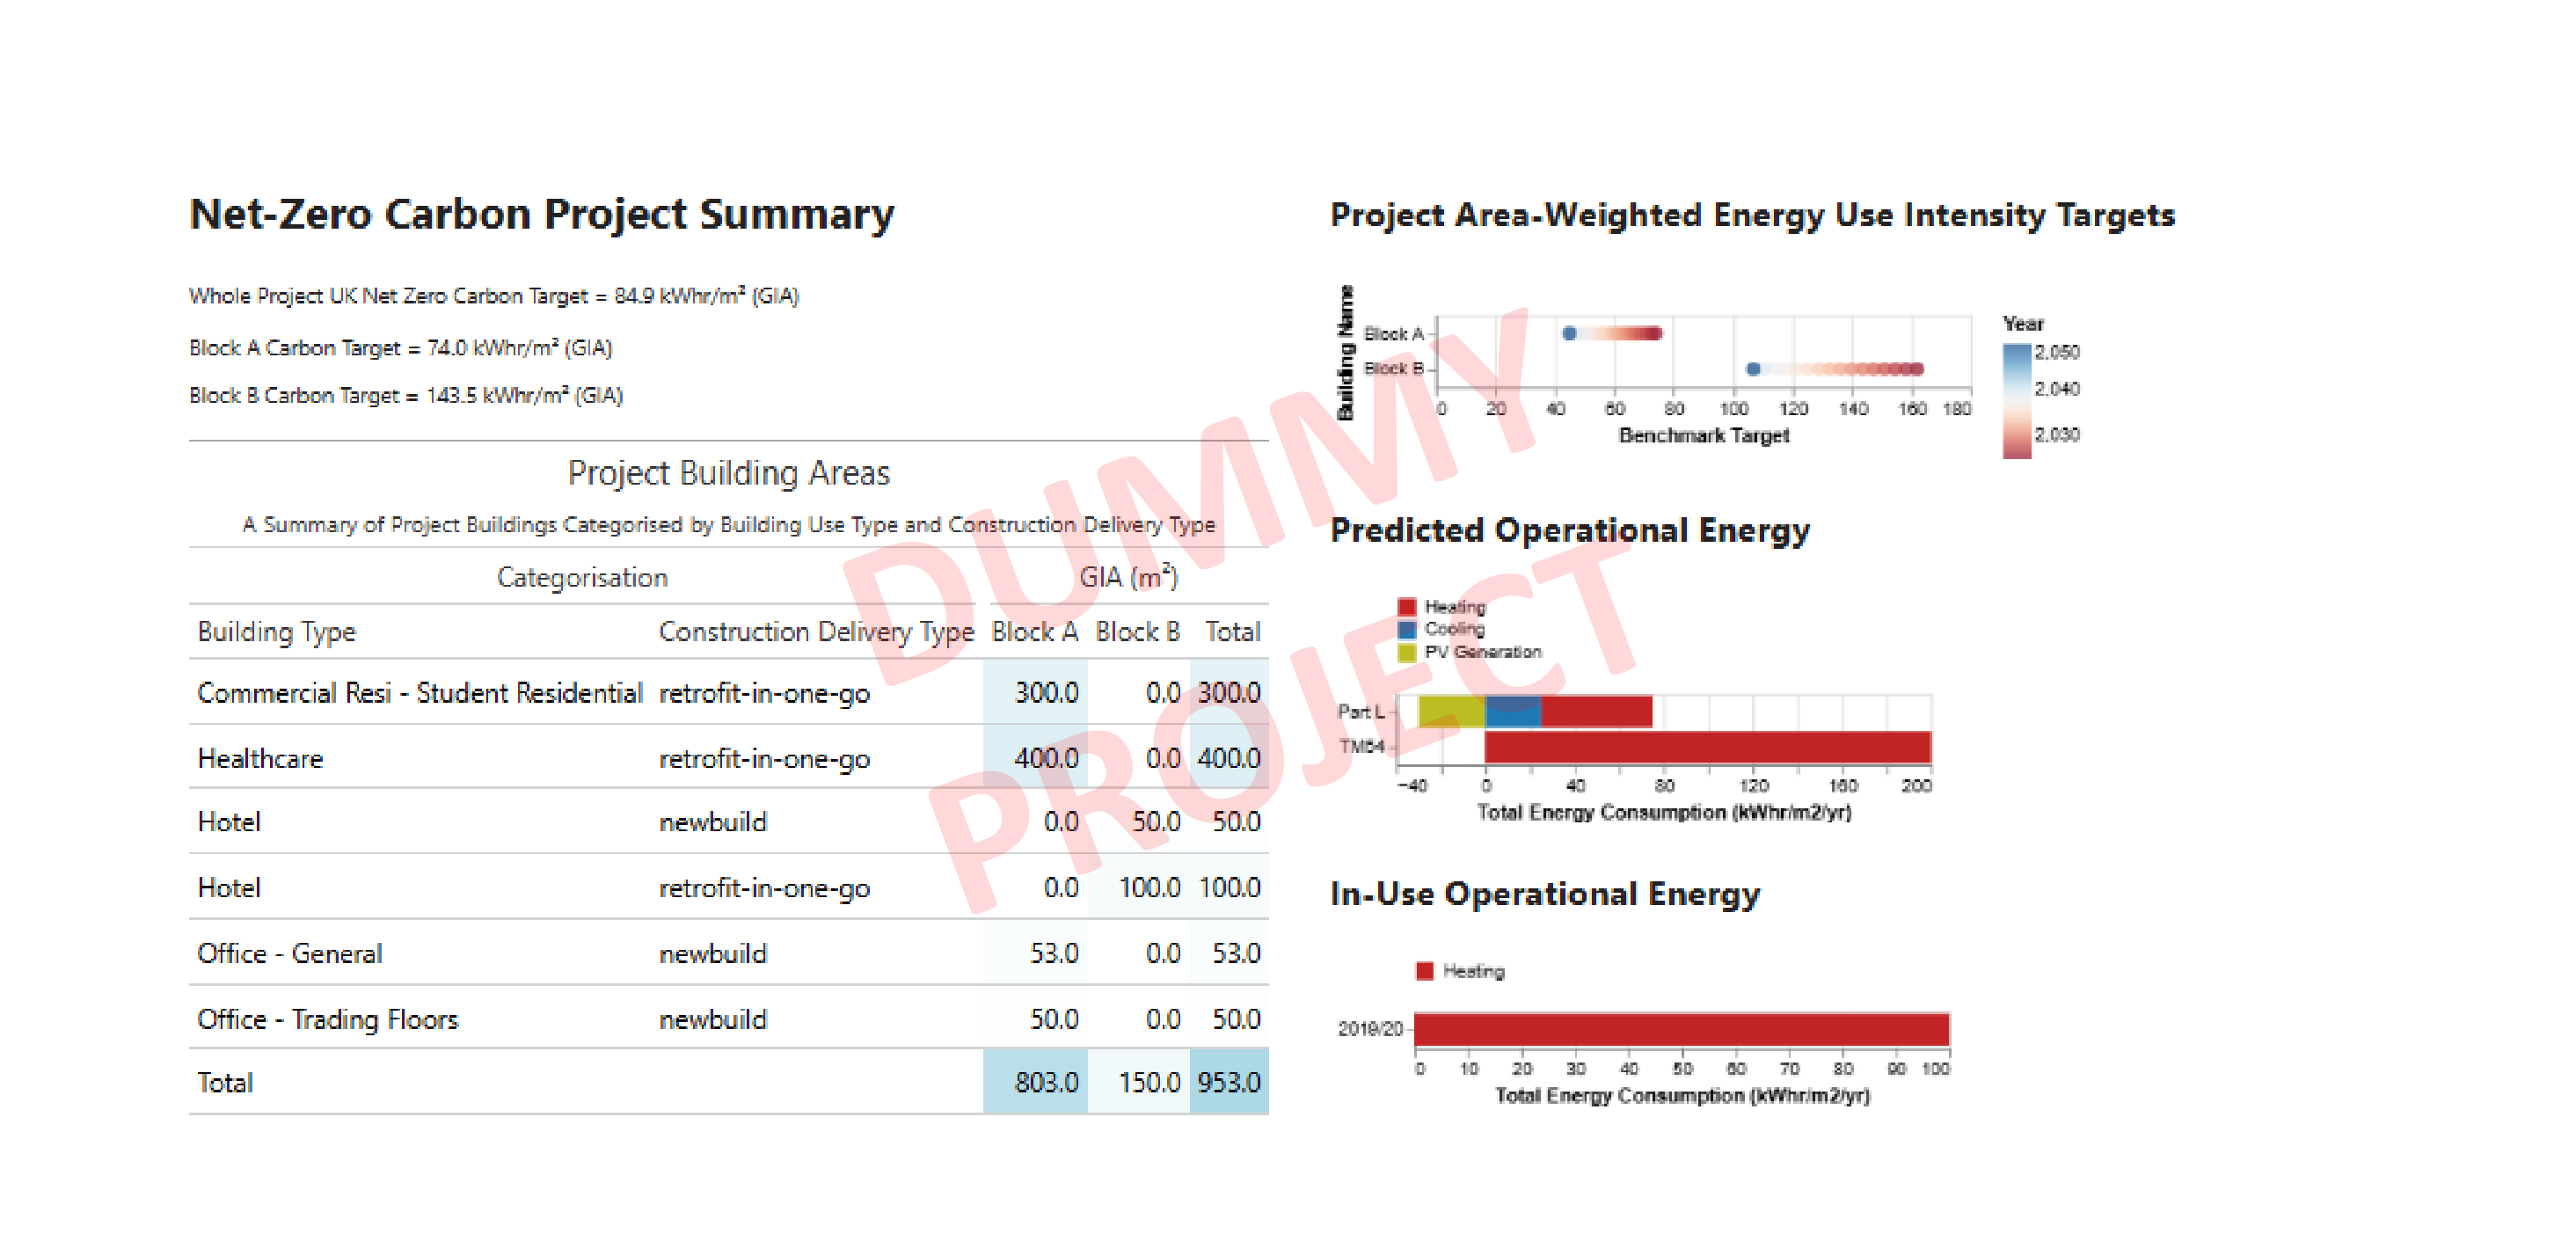 Net-Zero Carbon Project Summary
Whole Project UK Net Zero Carbon Target = 84.9 kWhr/m² (GIA)
Block A Carbon Target = 74.0 kWhr/m² (GIA)
Block B Carbon Target = 143.5 kWhr/m² (GIA)
Project Building Areas
A Summary of Project Buildings Categorised by Building Use Type and Construction Delivery Type
Categorisation GIA (m²)
Building Type Construction Delivery Type Block A Block B Total
Commercial Resi - Student Residential retrofit-in-one-go 300.0 0.0 300.0
Healthcare retrofit-in-one-go 400.0 0.0 400.0
Hotel newbuild 0.0 50.0 50.0
Hotel retrofit-in-one-go 0.0 100.0 100.0
Office - General newbuild 53.0 0.0 53.0
Office - Trading Floors newbuild 50.0 0.0 50.0
Total 803.0 150.0 953.0
DUMMY
PROJECT
Project Area-Weighted Energy Use Intensity Targets
Building Name
Block A
Block B
0 20 40 60 80 100 120 140 160 180
Benchmark Target
Year
2,050
2,040
2,030
Predicted Operational Energy
Heating
Cooling
PV Generation
Part L
TM54
−40 0 40 80 120 160 200
Total Energy Consumption (kWhr/m2/yr)
In-Use Operational Energy
Heating
2019/20
0 10 20 30 40 50 60 70 80 90 100
Total Energy Consumption (kWhr/m2/yr)